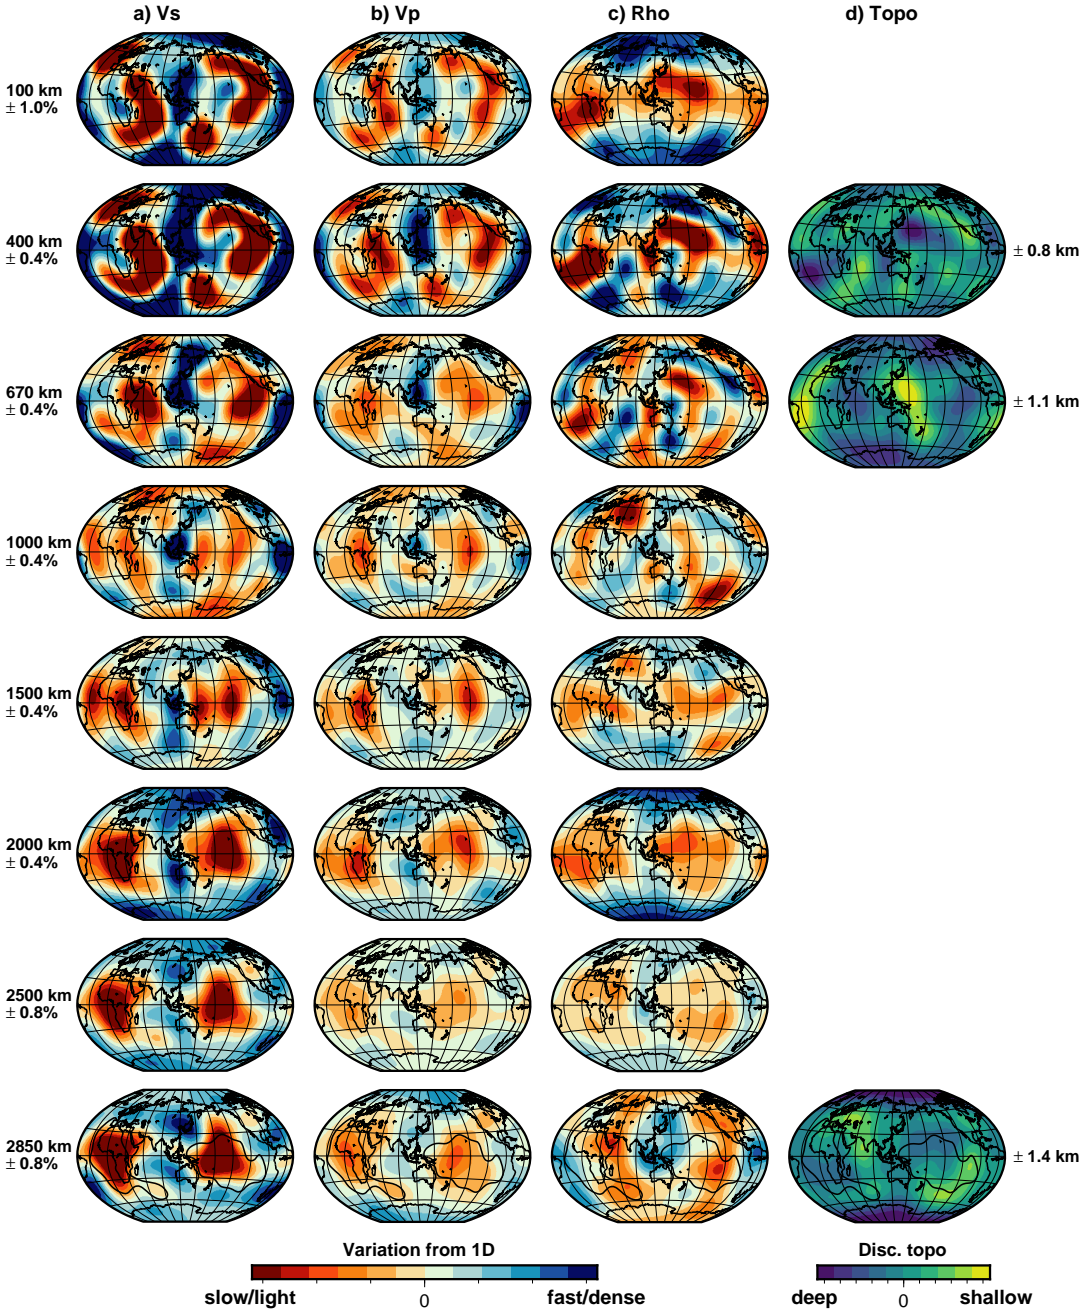 a) Vs b) Vp c) Rho d) Topo
100 km
± 1.0%
400 km
± 0.4%
± 0.8 km
670 km
± 0.4%
± 1.1 km
1000 km
± 0.4%
1500 km
± 0.4%
2000 km
± 0.4%
2500 km
± 0.8%
2850 km
± 0.8%
± 1.4 km
Variation from 1D
slow/light 0 fast/dense
Disc. topo
deep 0 shallow